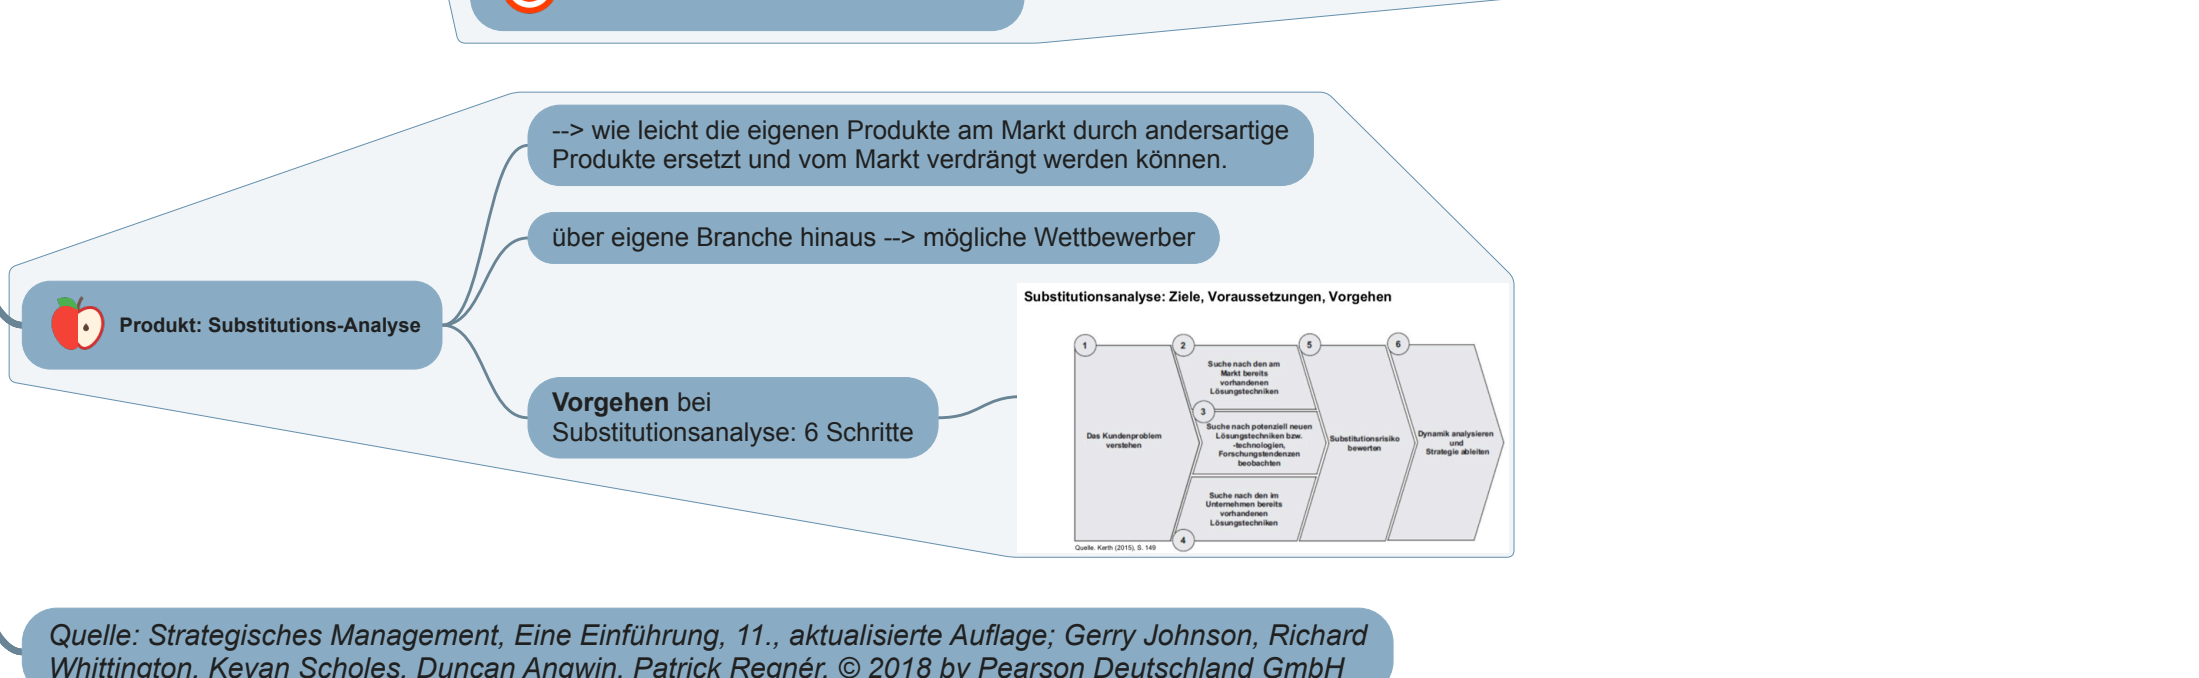 --> wie leicht die eigenen Produkte am Markt durch andersartige
Produkte ersetzt und vom Markt verdrängt werden können.
über eigene Branche hinaus --> mögliche Wettbewerber
Produkt: Substitutions-Analyse
Vorgehen bei
Substitutionsanalyse: 6 Schritte
Substitutionsanalyse: Ziele, Voraussetzungen, Vorgehen
1
Das Kundenproblem
verstehen
2
Suche nach den am
Markt bereits
vorhandenen
Lösungstechniken
3
Suche nach potenziell neuen
Lösungstechniken bzw.
-technologien,
Forschungstendenzen
beobachten
Suche nach den im
Unternehmen bereits
vorhandenen
Lösungstechniken
4
5
Substitutionsrisiko
bewerten
6
Dynamik analysieren
und
Strategie ableiten
Quelle. Kerth (2015), S. 149
Quelle: Strategisches Management, Eine Einführung, 11., aktualisierte Auflage; Gerry Johnson, Richard
Whittington, Kevan Scholes, Duncan Angwin, Patrick Regnér, © 2018 by Pearson Deutschland GmbH